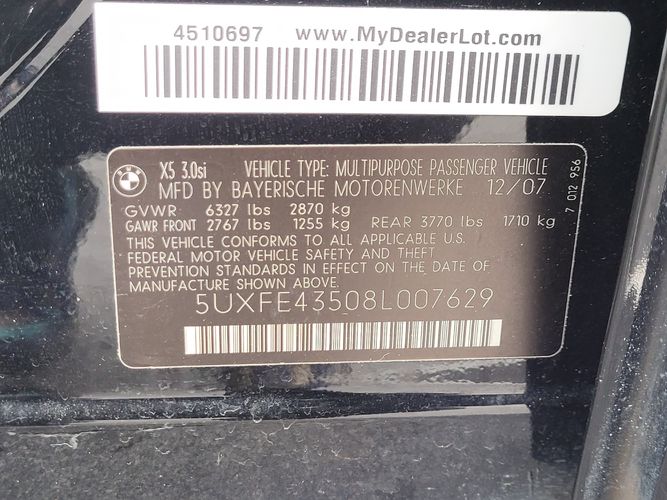 4510697 www.MyDealerLot.com
BMW
X5 3.0si VEHICLE TYPE: MULTIPURPOSE PASSENGER VEHICLE
MFD BY BAYERISCHE MOTORENWERKE 12/07
GVWR 6327 lbs 2870 kg
GAWR FRONT 2767 lbs 1255 kg REAR 3770 lbs 1710 kg
THIS VEHICLE CONFORMS TO ALL APPLICABLE U.S.
FEDERAL MOTOR VEHICLE SAFETY AND THEFT
PREVENTION STANDARDS IN EFFECT ON THE DATE OF
MANUFACTURE SHOWN ABOVE.
5UXFE43508L007629
7 012 956